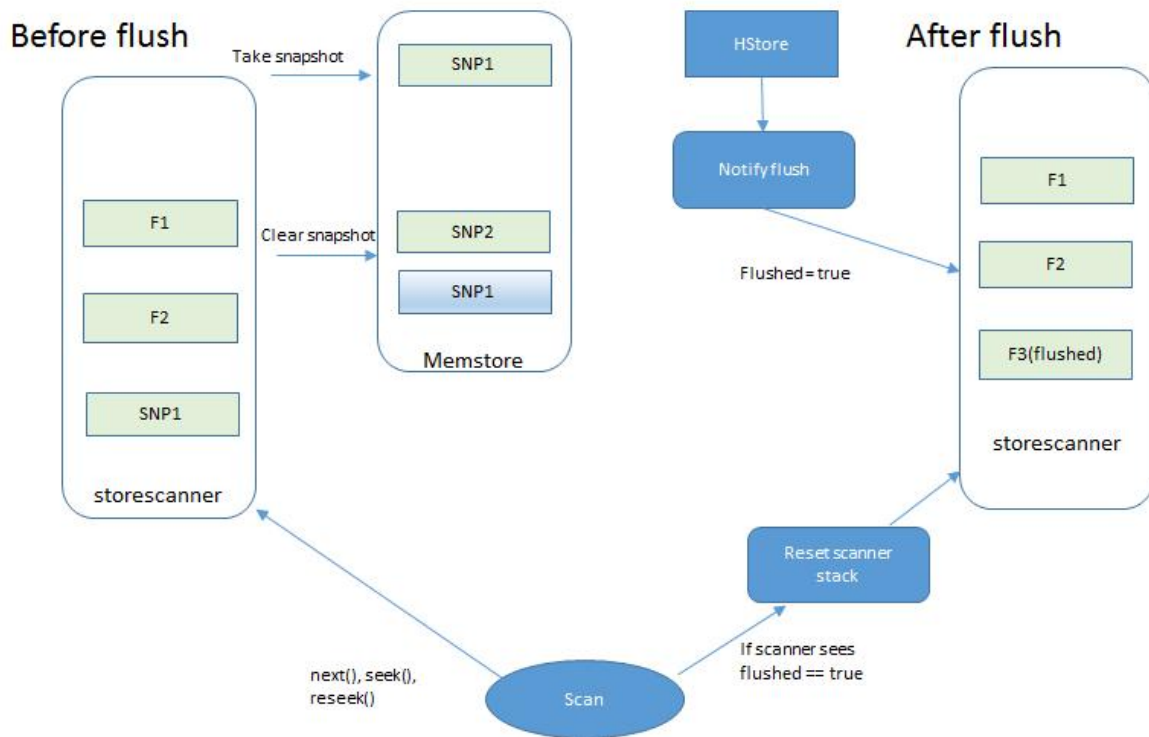 Before flush
Take snapshot
SNP1
HStore
After flush
Notify flush
F1
F1
Clear snapshot
SNP2
SNP1
Flushed= true
F2
F2
Memstore
F3(flushed)
SNP1
storescanner
storescanner
Reset scanner
stack
If scanner sees
flushed == true
next(), seek(),
reseek()
Scan